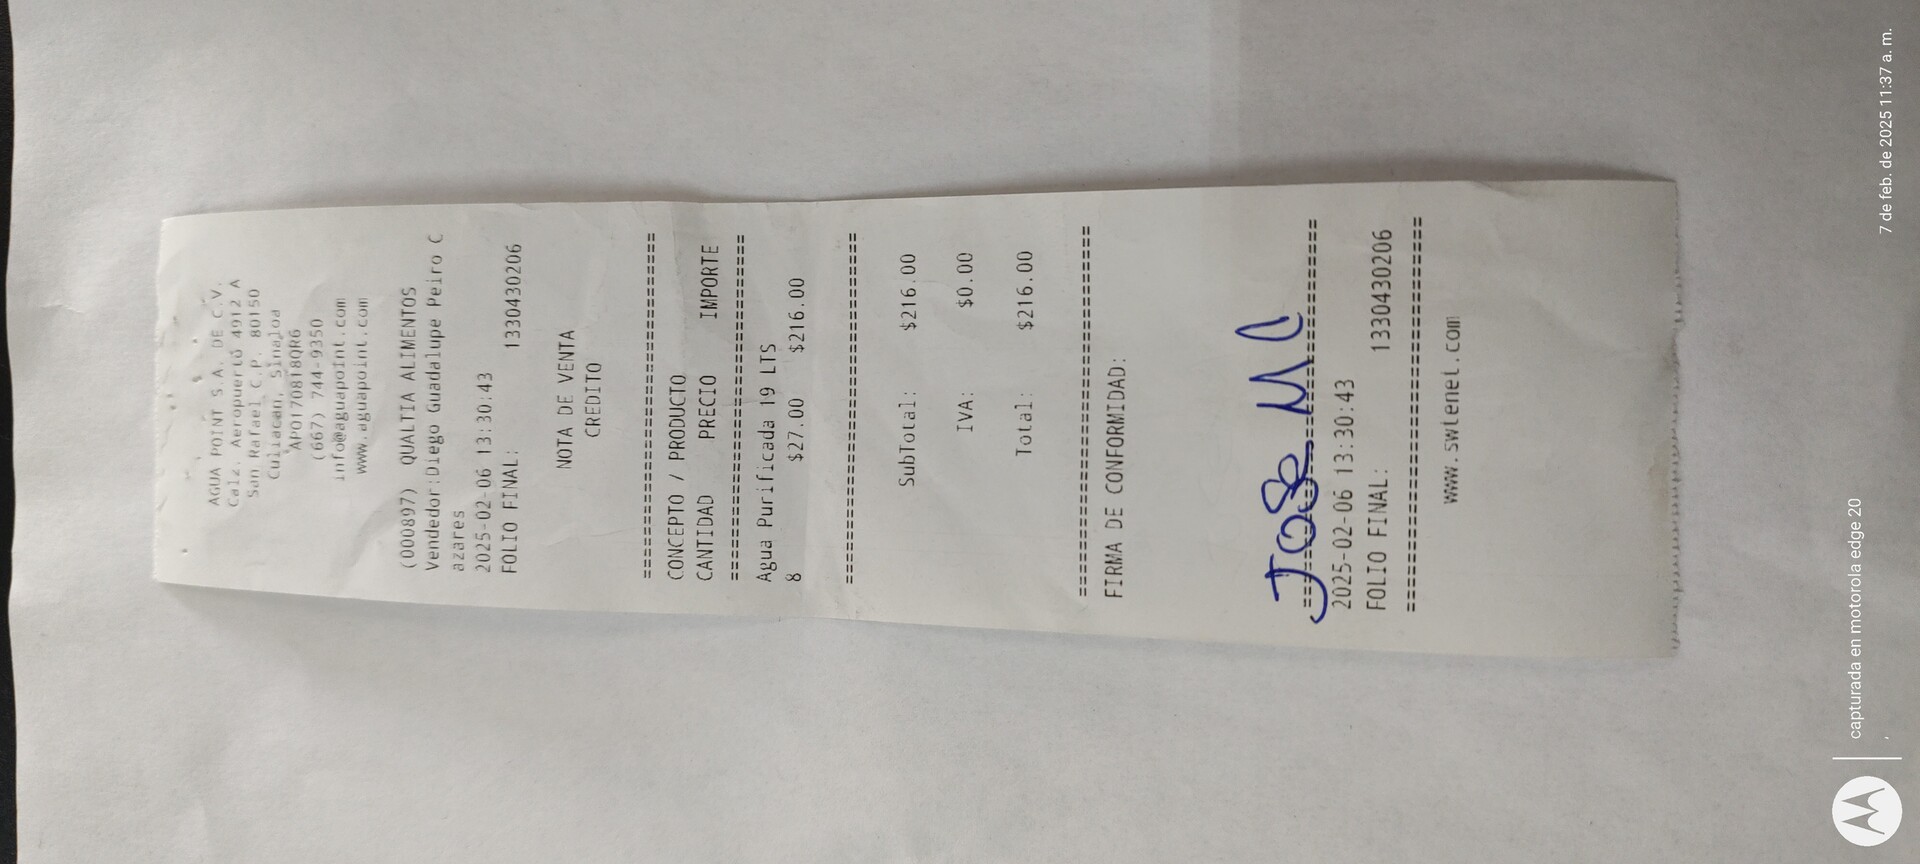 AGUA POINT S.A. DE C.V.
Calz. Aeropuerto 4912 A
San Rafael C.P. 80150
Culiacan, Sinaloa
APO170818QR6
(667) 744-9350
info@aguapoint.com
www.aguapoint.com
(000897) QUALTIA ALIMENTOS
Vendedor:Diego Guadalupe Peiro C
azares
2025-02-06 13:30:43
FOLIO FINAL: 1330430206
NOTA DE VENTA
CREDITO
================================
CONCEPTO / PRODUCTO
CANTIDAD PRECIO IMPORTE
================================
Agua Purificada 19 LTS
8 $27.00 $216.00
================================
SubTotal: $216.00
IVA: $0.00
Total: $216.00
================================
FIRMA DE CONFORMIDAD:
Jose
================================
2025-02-06 13:30:43
FOLIO FINAL: 1330430206
================================
www.swtenel.com
capturada en motorola edge 20
7 de feb. de 2025 11:37 a. m.